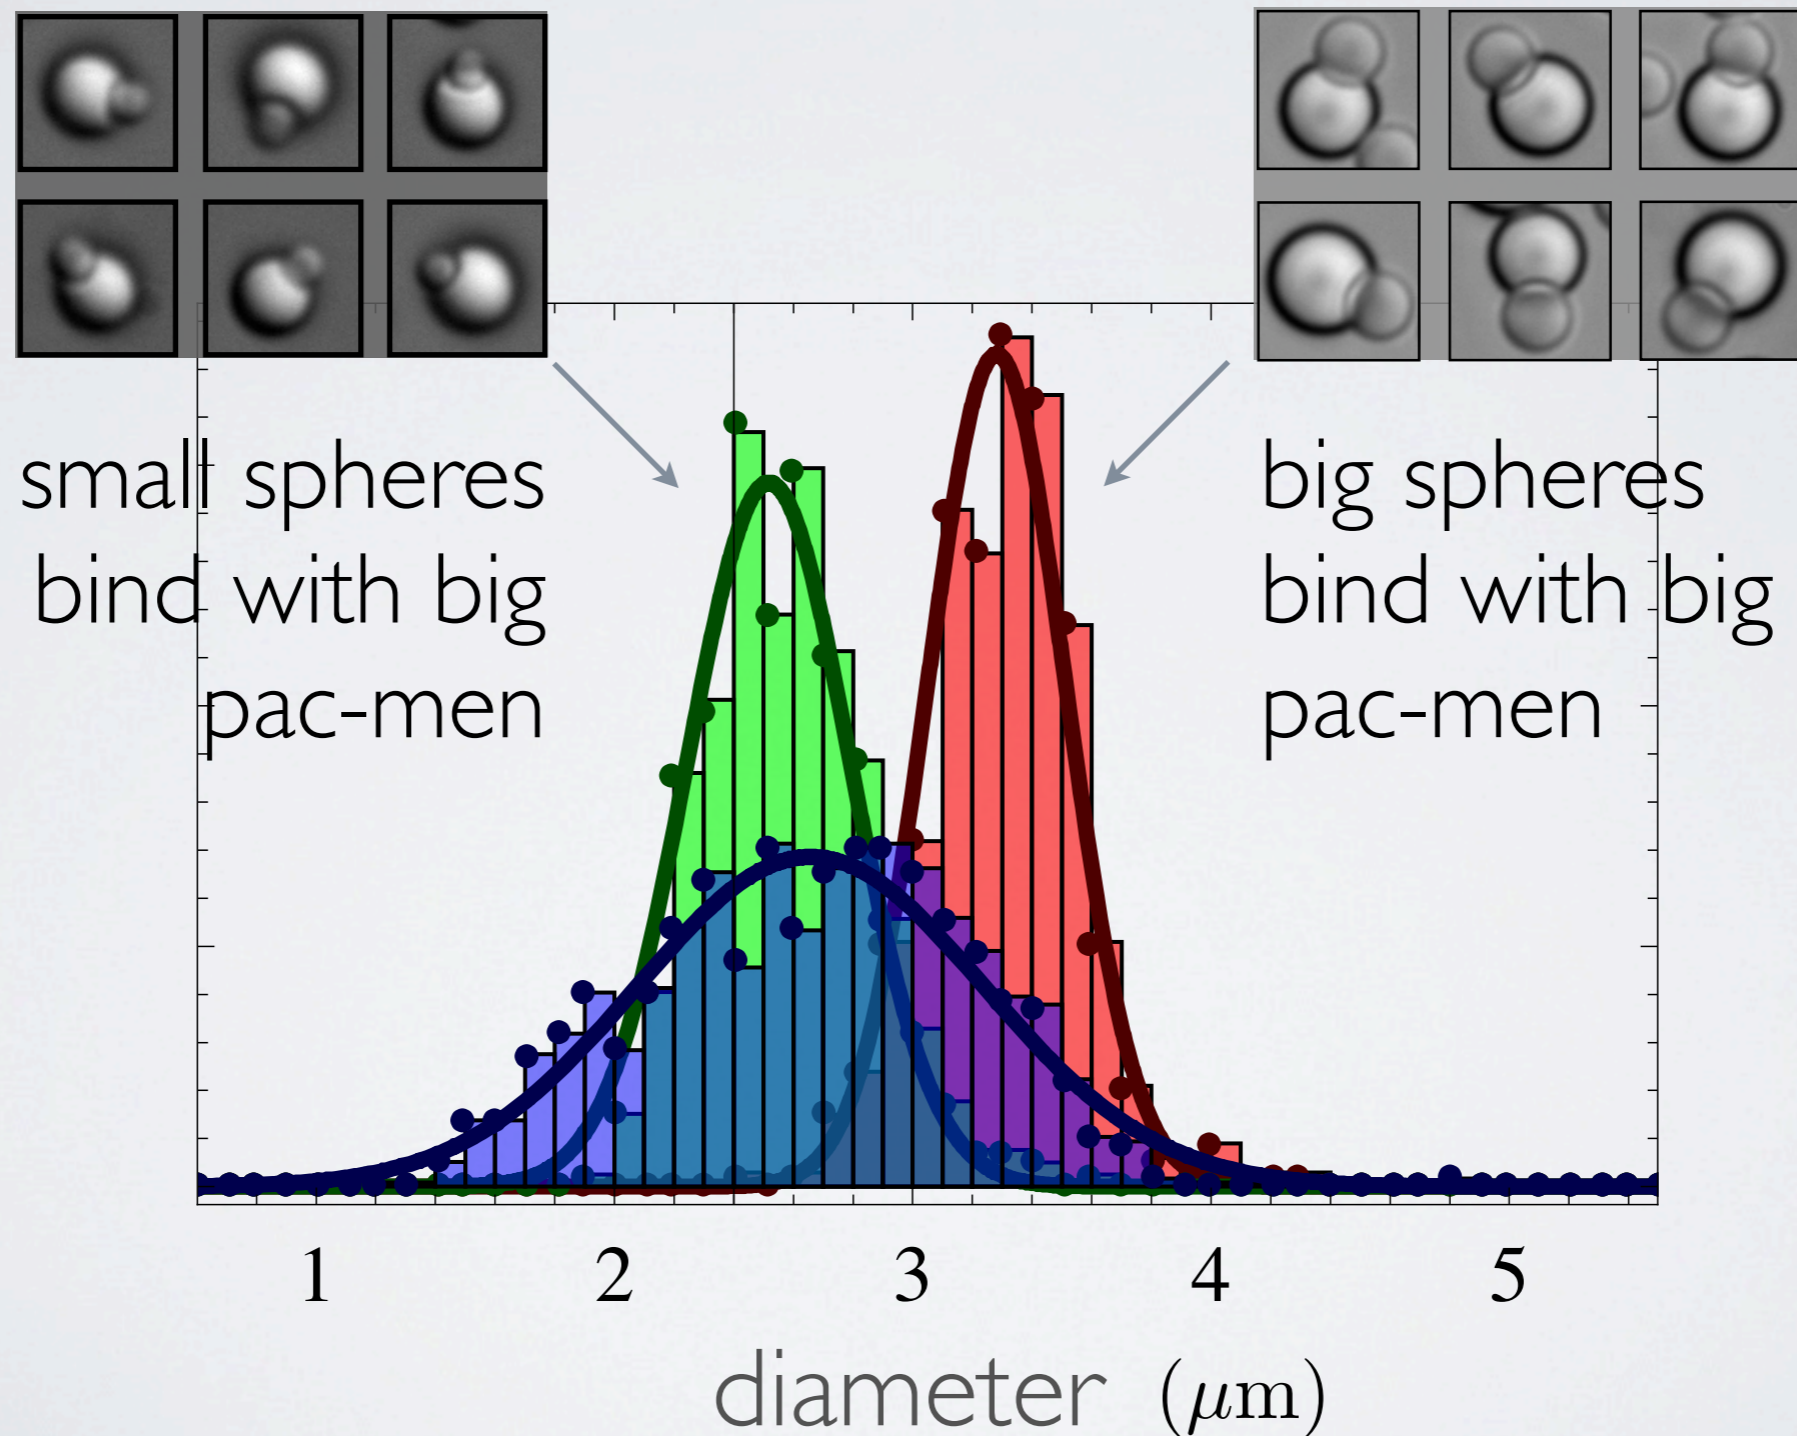 small spheres
bind with big
pac-men
big spheres
bind with big
pac-men
1 2 3 4 5
diameter (μm)